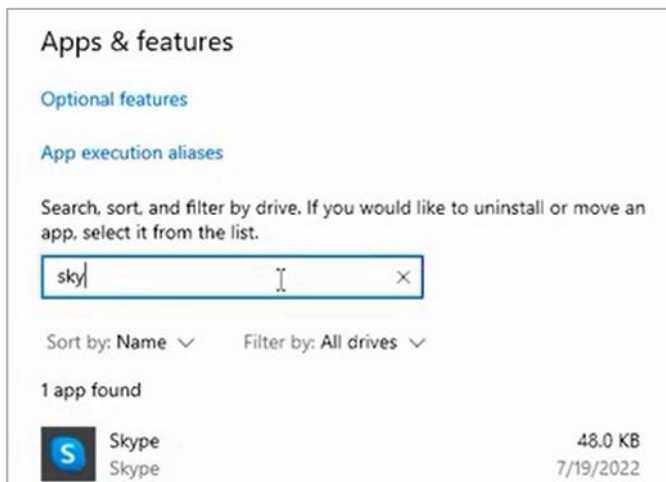 Apps & features
Optional features
App execution aliases
Search, sort, and filter by drive. If you would like to uninstall or move an
app, select it from the list.
sky
Sort by: Name Filter by: All drives
1 app found
Skype 48.0 KB
Skype 7/19/2022